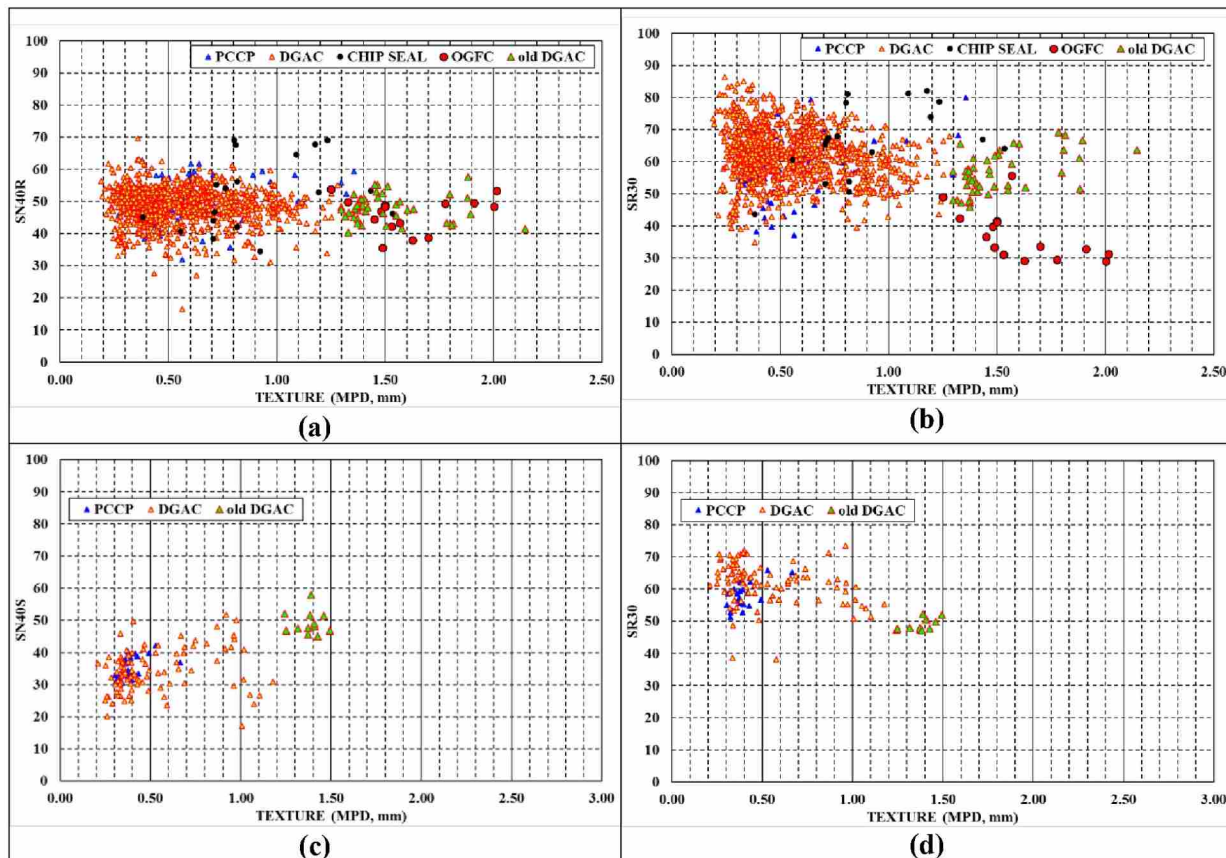 100
90
80
70
60
50
40
30
20
10
0
SN40R
PCCP DGAC CHIP SEAL OGFC old DGAC
0.00 0.50 1.00 1.50 2.00 2.50
TEXTURE (MPD, mm)
(a)
100
90
80
70
60
50
40
30
20
10
0
SR30
PCCP DGAC CHIP SEAL OGFC old DGAC
0.00 0.50 1.00 1.50 2.00 2.50
TEXTURE (MPD, mm)
(b)
100
90
80
70
60
50
40
30
20
10
0
SN40S
PCCP DGAC old DGAC
0.00 0.50 1.00 1.50 2.00 2.50 3.00
TEXTURE (MPD, mm)
(c)
100
90
80
70
60
50
40
30
20
10
0
SR30
PCCP DGAC old DGAC
0.00 0.50 1.00 1.50 2.00 2.50 3.00
TEXTURE (MPD, mm)
(d)